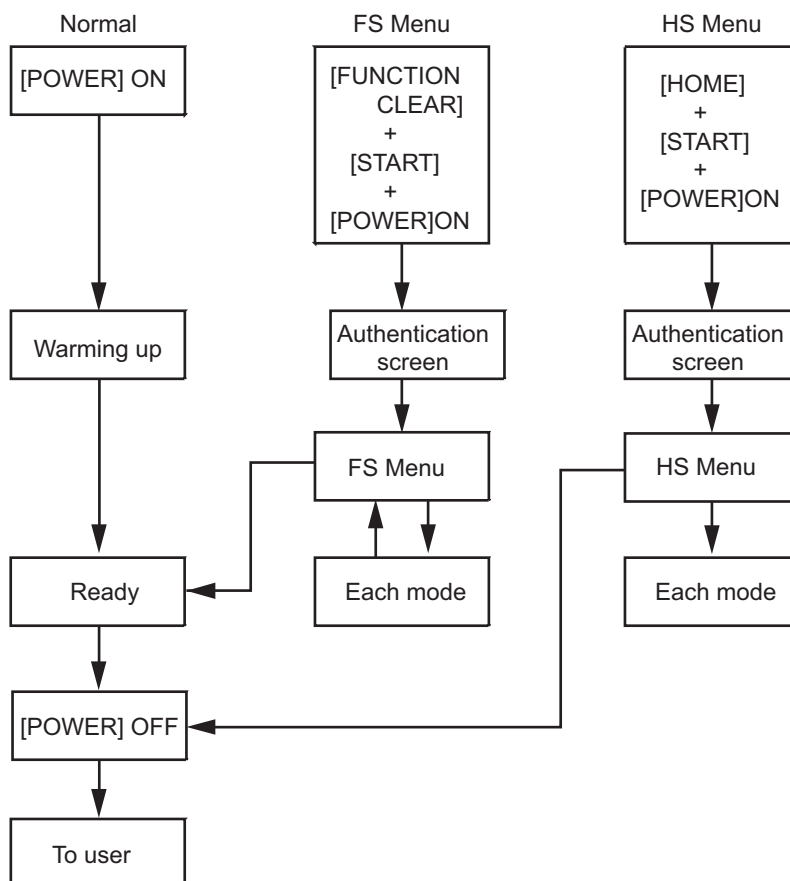 Normal
[POWER] ON
Warming up
Ready
[POWER] OFF
To user
FS Menu
[FUNCTION
CLEAR]
+
[START]
+
[POWER]ON
Authentication
screen
FS Menu
Each mode
HS Menu
[HOME]
+
[START]
+
[POWER]ON
Authentication
screen
HS Menu
Each mode